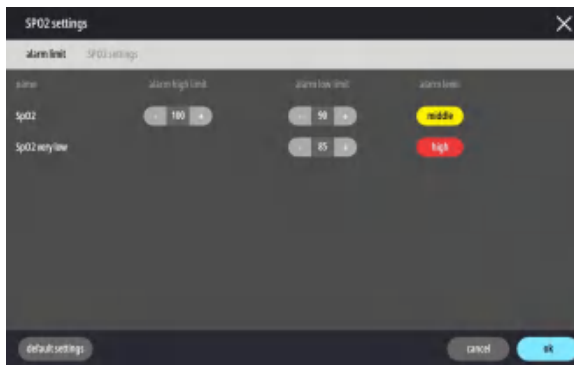 SPO2 settings
alarm limit SPO2 settings
name alarm high limit alarm low limit alarm level
SpO2 - 100 + - 90 + middle
SpO2 very low - 85 + high
default settings cancel ok